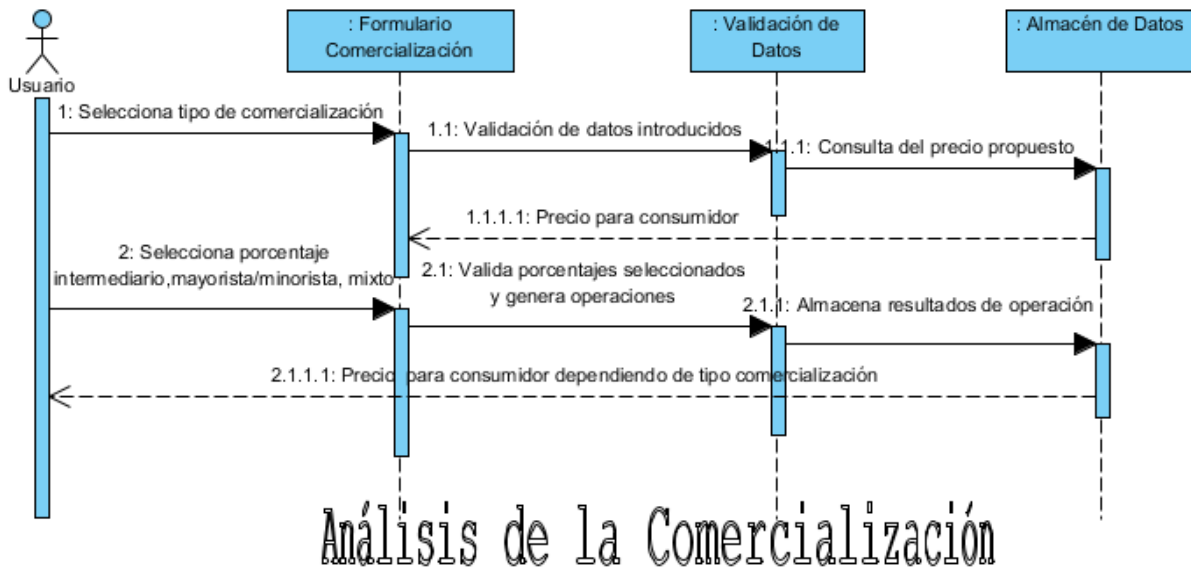 : Formulario
Comercialización
: Validación de
Datos
: Almacén de Datos
Usuario
1: Selecciona tipo de comercialización
1.1: Validación de datos introducidos
1.1.1: Consulta del precio propuesto
1.1.1.1: Precio para consumidor
2: Selecciona porcentaje
intermediario,mayorista/minorista, mixto
2.1: Valida porcentajes seleccionados
y genera operaciones
2.1.1: Almacena resultados de operación
2.1.1.1: Precio para consumidor dependiendo de tipo comercialización
Análisis de la Comercialización